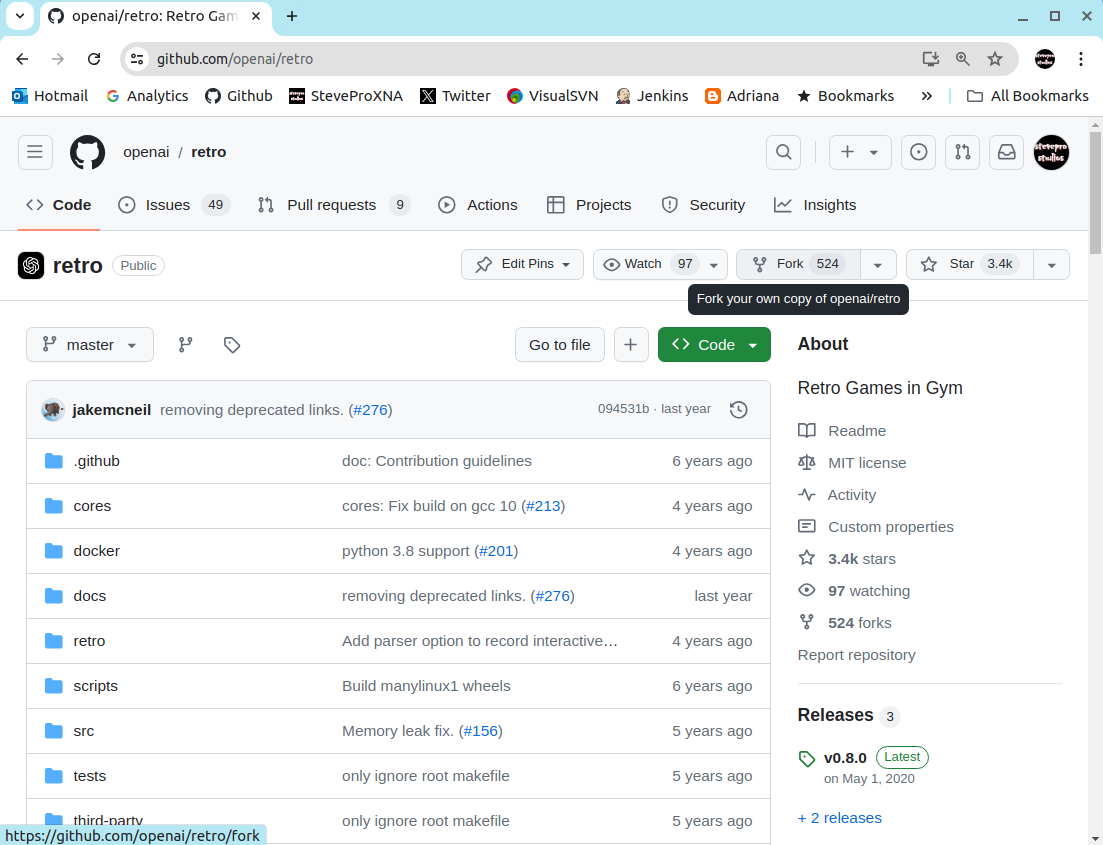 openai/retro: Retro Gam
github.com/openai/retro
Hotmail Analytics Github SteveProXNA Twitter VisualSVN Jenkins Adriana Bookmarks » All Bookmarks
openai / retro
stevepro studios
Code Issues 49 Pull requests 9 Actions Projects Security Insights
retro Public Edit Pins Watch 97 Fork 524 Star 3.4k
Fork your own copy of openai/retro
master Go to file Code
About
Retro Games in Gym
jakemcneil removing deprecated links. (#276) 094531b · last year
Readme
.github doc: Contribution guidelines 6 years ago
MIT license
Activity
cores cores: Fix build on gcc 10 (#213) 4 years ago
Custom properties
docker python 3.8 support (#201) 4 years ago
3.4k stars
97 watching
docs removing deprecated links. (#276) last year
524 forks
retro Add parser option to record interactive… 4 years ago
Report repository
scripts Build manylinux1 wheels 6 years ago
Releases 3
src Memory leak fix. (#156) 5 years ago
v0.8.0 Latest
tests only ignore root makefile 5 years ago
on May 1, 2020
third-party only ignore root makefile 5 years ago
+ 2 releases
https://github.com/openai/retro/fork